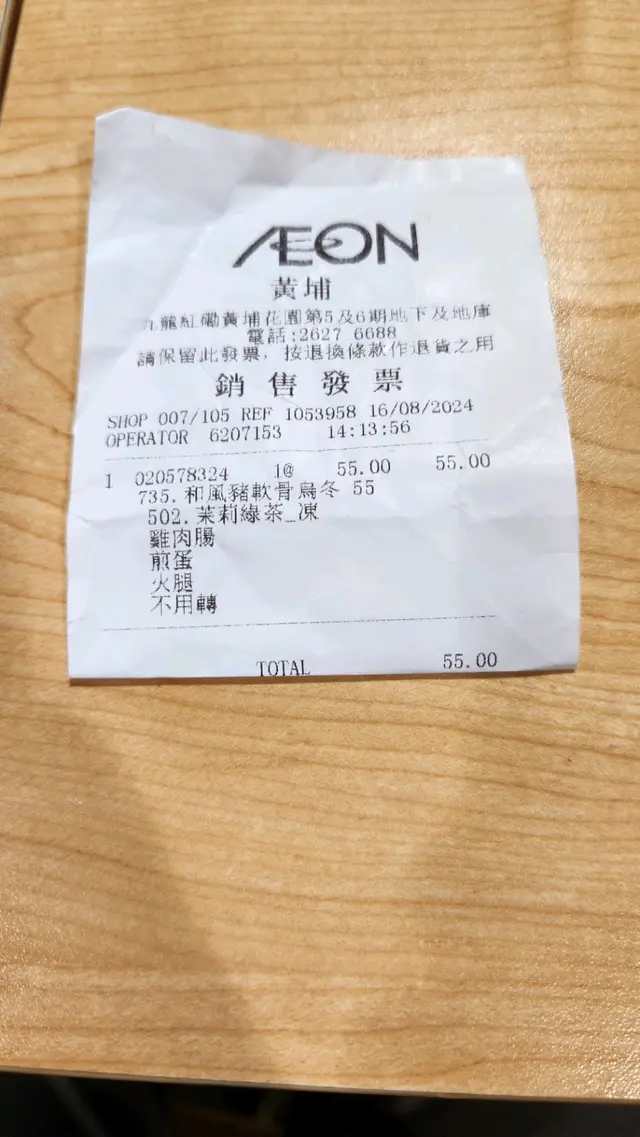 ÆON
黃埔
九龍紅磡黃埔花園第5及6期地下及地庫
電話:2627 6688
請保留此發票, 按退換條款作退貨之用
銷售發票
SHOP 007/105 REF 1053958 16/08/2024
OPERATOR 6207153 14:13:56
1 020578324 1@ 55.00 55.00
735. 和風豬軟骨烏冬 55
502. 茉莉綠茶_凍
雞肉腸
煎蛋
火腿
不用轉
TOTAL 55.00